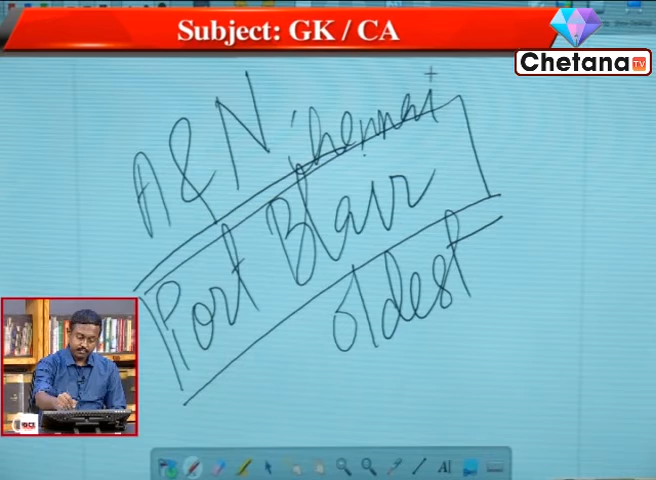 Subject: GK / CA
Chetana TV
A & N
chennai
Port Blair
oldest